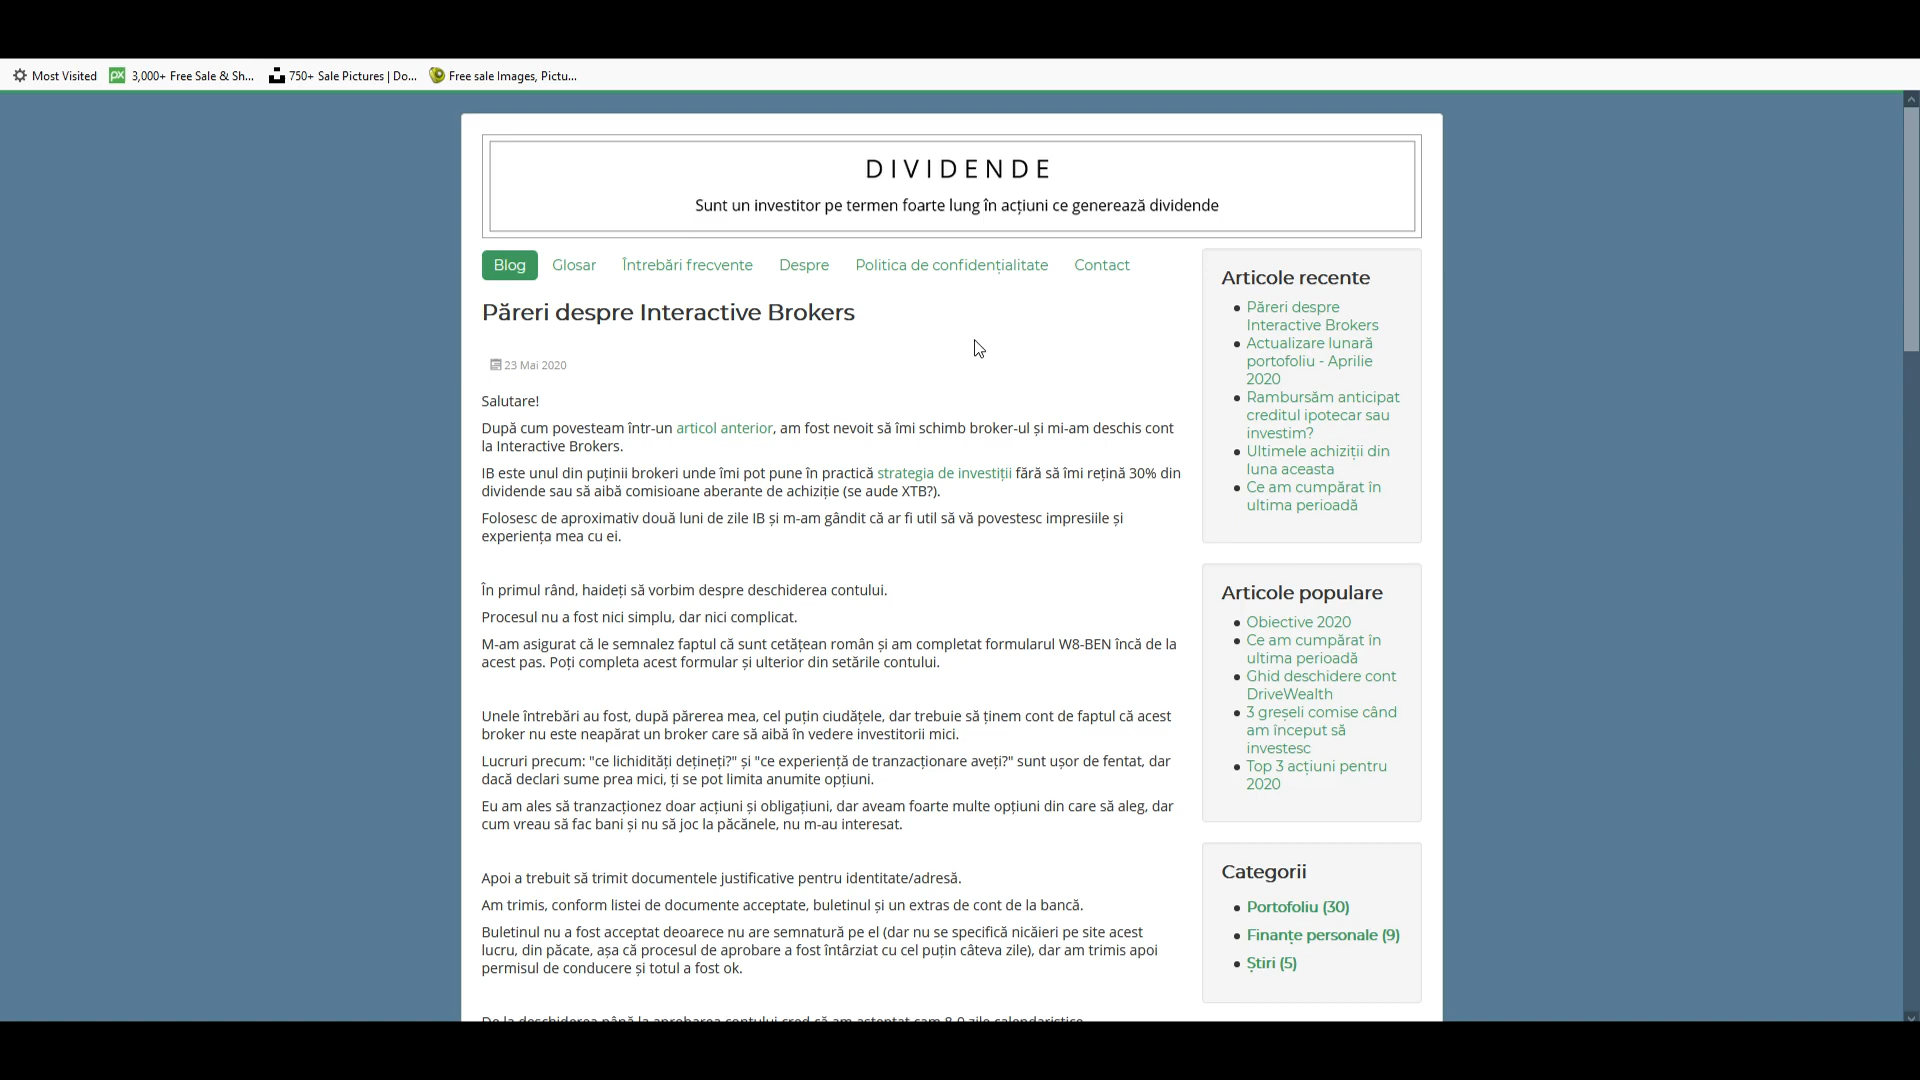 Most Visited
3,000+ Free Sale & Sh...
750+ Sale Pictures | Do...
Free sale Images, Pictu...
DIVIDENDE
Sunt un investitor pe termen foarte lung în acțiuni ce generează dividende
Blog
Glosar
Întrebări frecvente
Despre
Politica de confidențialitate
Contact
Păreri despre Interactive Brokers
23 Mai 2020
Salutare!
După cum povesteam într-un articol anterior, am fost nevoit să îmi schimb broker-ul și mi-am deschis cont
la Interactive Brokers.
IB este unul din puținii brokeri unde îmi pot pune în practică strategia de investiții fără să îmi rețină 30% din
dividende sau să aibă comisioane aberante de achiziție (se aude XTB?).
Folosesc de aproximativ două luni de zile IB și m-am gândit că ar fi util să vă povestesc impresiile și
experiența mea cu ei.
În primul rând, haideți să vorbim despre deschiderea contului.
Procesul nu a fost nici simplu, dar nici complicat.
M-am asigurat că le semnalez faptul că sunt cetățean român și am completat formularul W8-BEN încă de la
acest pas. Poți completa acest formular și ulterior din setările contului.
Unele întrebări au fost, după părerea mea, cel puțin ciudățele, dar trebuie să ținem cont de faptul că acest
broker nu este neapărat un broker care să aibă în vedere investitorii mici.
Lucruri precum: "ce lichidități dețineți?" și "ce experiență de tranzacționare aveți?" sunt ușor de fentat, dar
dacă declari sume prea mici, ți se pot limita anumite opțiuni.
Eu am ales să tranzacționez doar acțiuni și obligațiuni, dar aveam foarte multe opțiuni din care să aleg, dar
cum vreau să fac bani și nu să joc la păcănele, nu m-au interesat.
Apoi a trebuit să trimit documentele justificative pentru identitate/adresă.
Am trimis, conform listei de documente acceptate, buletinul și un extras de cont de la bancă.
Buletinul nu a fost acceptat deoarece nu are semnatură pe el (dar nu se specifică nicăieri pe site acest
lucru, din păcate, așa că procesul de aprobare a fost întârziat cu cel puțin câteva zile), dar am trimis apoi
permisul de conducere și totul a fost ok.
De la deschiderea până la aprobarea contului cred că am așteptat cam 8-9 zile calendaristice.
Articole recente
Păreri despre
Interactive Brokers
Actualizare lunară
portofoliu - Aprilie
2020
Rambursăm anticipat
creditul ipotecar sau
investim?
Ultimele achiziții din
luna aceasta
Ce am cumpărat în
ultima perioadă
Articole populare
Obiective 2020
Ce am cumpărat în
ultima perioadă
Ghid deschidere cont
DriveWealth
3 greșeli comise când
am început să
investesc
Top 3 acțiuni pentru
2020
Categorii
Portofoliu (30)
Finanțe personale (9)
Știri (5)